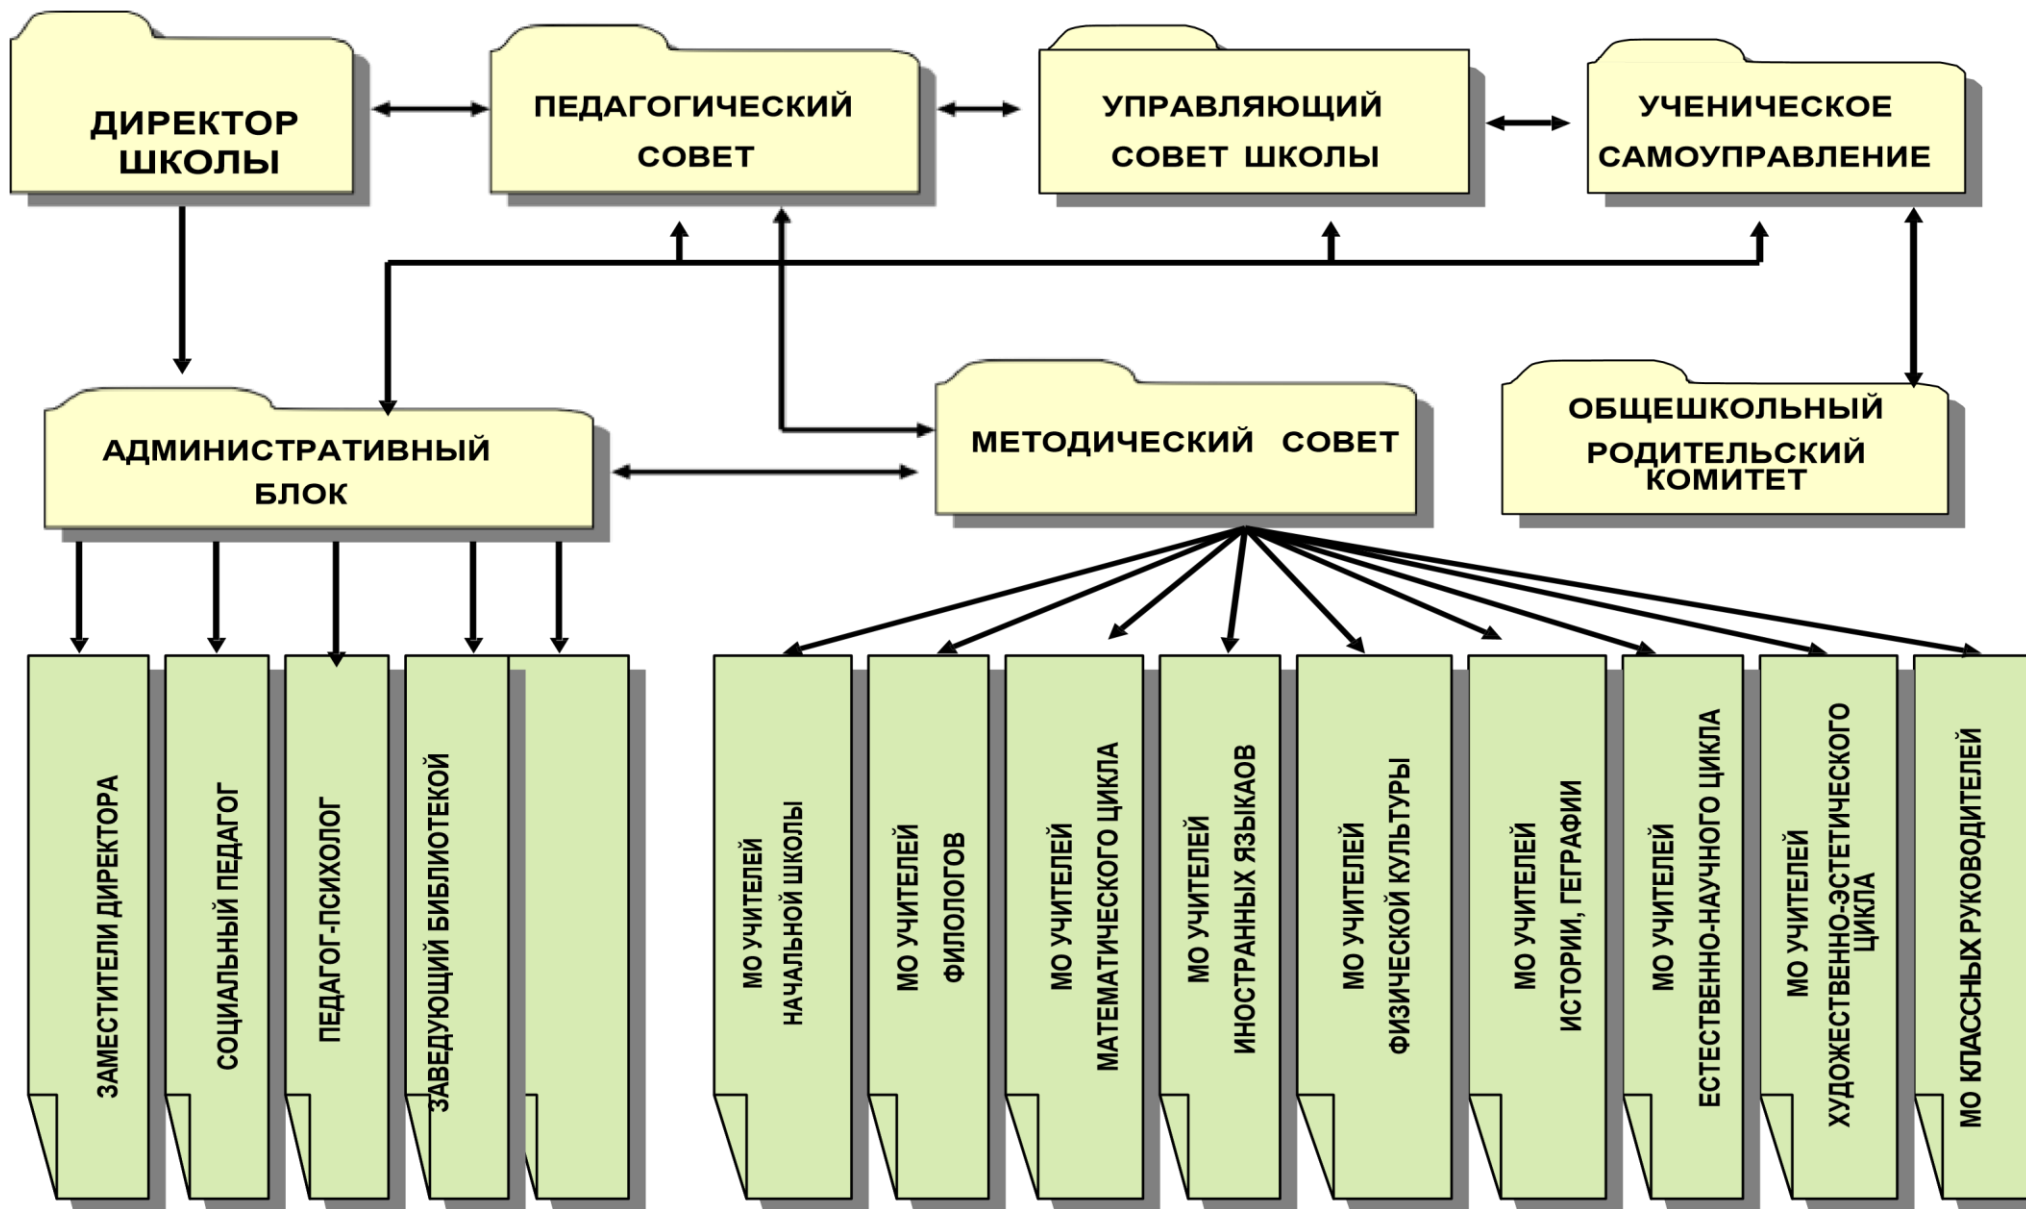 ДИРЕКТОР
ШКОЛЫ
ПЕДАГОГИЧЕСКИЙ
СОВЕТ
УПРАВЛЯЮЩИЙ
СОВЕТ ШКОЛЫ
УЧЕНИЧЕСКОЕ
САМОУПРАВЛЕНИЕ
АДМИНИСТРАТИВНЫЙ
БЛОК
МЕТОДИЧЕСКИЙ СОВЕТ
ОБЩЕШКОЛЬНЫЙ
РОДИТЕЛЬСКИЙ
КОМИТЕТ
ЗАМЕСТИТЕЛИ ДИРЕКТОРА
СОЦИАЛЬНЫЙ ПЕДАГОГ
ПЕДАГОГ-ПСИХОЛОГ
ЗАВЕДУЮЩИЙ БИБЛИОТЕКОЙ
МО УЧИТЕЛЕЙ
НАЧАЛЬНОЙ ШКОЛЫ
МО УЧИТЕЛЕЙ
ФИЛОЛОГОВ
МО УЧИТЕЛЕЙ
МАТЕМАТИЧЕСКОГО ЦИКЛА
МО УЧИТЕЛЕЙ
ИНОСТРАННЫХ ЯЗЫКАОВ
МО УЧИТЕЛЕЙ
ФИЗИЧЕСКОЙ КУЛЬТУРЫ
МО УЧИТЕЛЕЙ
ИСТОРИИ, ГЕГРАФИИ
МО УЧИТЕЛЕЙ
ЕСТЕСТВЕННО-НАУЧНОГО ЦИКЛА
МО УЧИТЕЛЕЙ
ХУДОЖЕСТВЕННО-ЭСТЕТИЧЕСКОГО
ЦИКЛА
МО КЛАССНЫХ РУКОВОДИТЕЛЕЙ